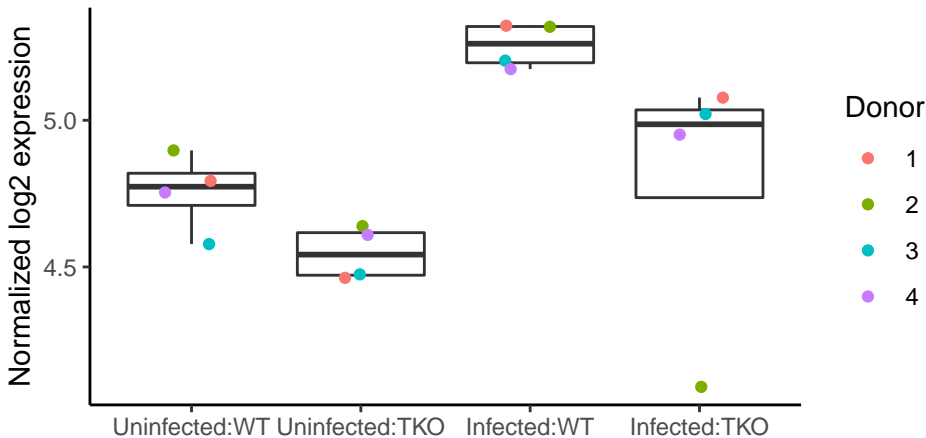 Normalized log2 expression
5.0
4.5
Uninfected:WT
Uninfected:TKO
Infected:WT
Infected:TKO
Donor
1
2
3
4